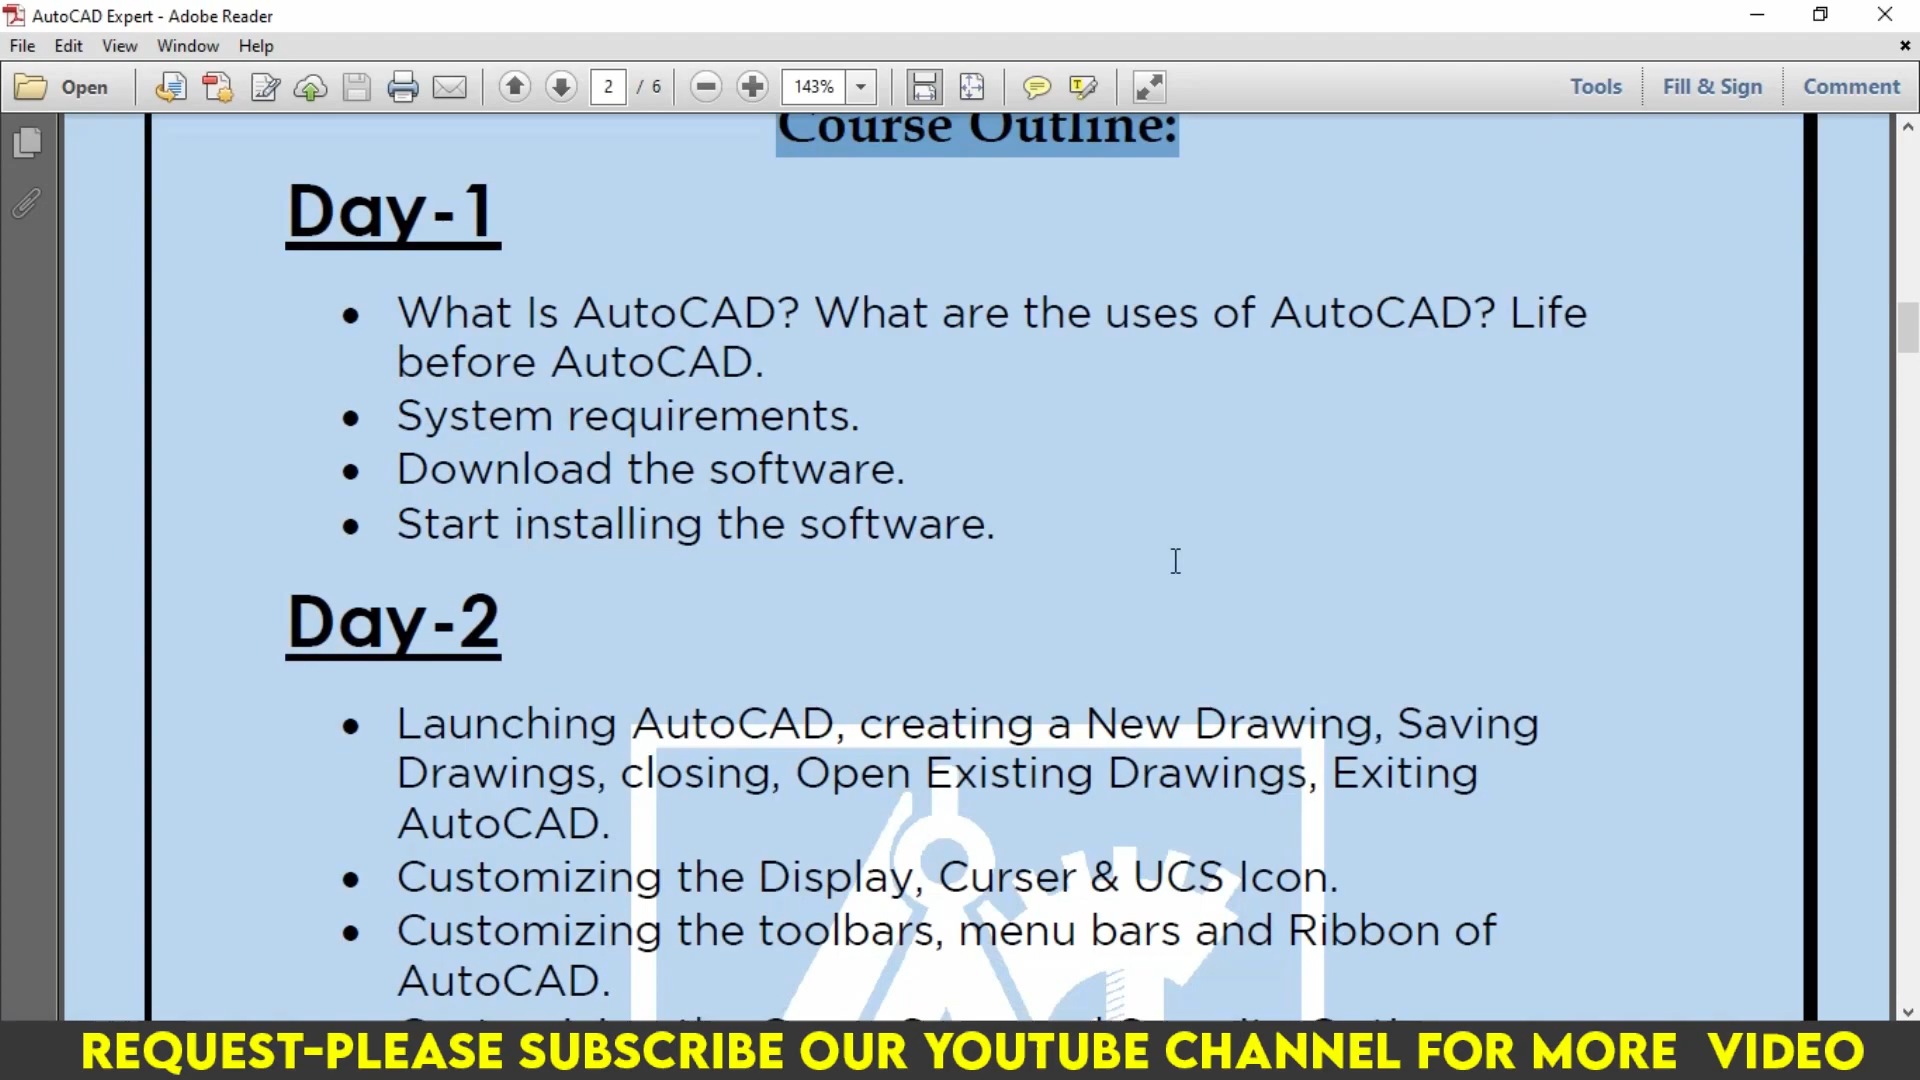 AutoCAD Expert - Adobe Reader
File Edit View Window Help
Open 2 / 6 143% Tools Fill & Sign Comment
Course Outline:
Day-1
• What Is AutoCAD? What are the uses of AutoCAD? Life
before AutoCAD.
• System requirements.
• Download the software.
• Start installing the software.
Day-2
• Launching AutoCAD, creating a New Drawing, Saving
Drawings, closing, Open Existing Drawings, Exiting
AutoCAD.
• Customizing the Display, Curser & UCS Icon.
• Customizing the toolbars, menu bars and Ribbon of
AutoCAD.
REQUEST-PLEASE SUBSCRIBE OUR YOUTUBE CHANNEL FOR MORE VIDEO